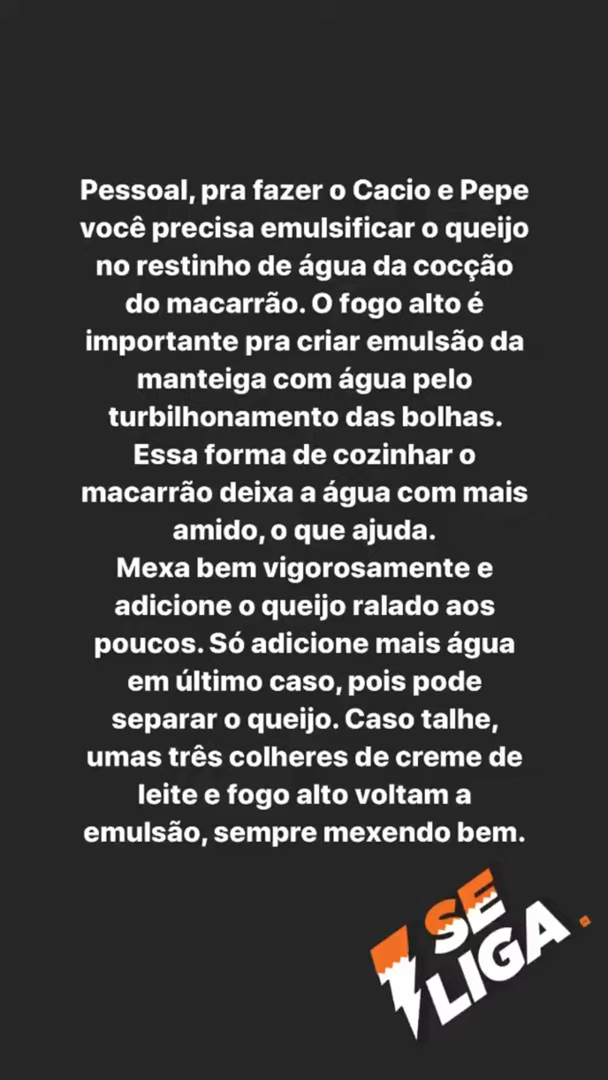 Pessoal, pra fazer o Cacio e Pepe
você precisa emulsificar o queijo
no restinho de água da cocção
do macarrão. O fogo alto é
importante pra criar emulsão da
manteiga com água pelo
turbilhonamento das bolhas.
Essa forma de cozinhar o
macarrão deixa a água com mais
amido, o que ajuda.
Mexa bem vigorosamente e
adicione o queijo ralado aos
poucos. Só adicione mais água
em último caso, pois pode
separar o queijo. Caso talhe,
umas três colheres de creme de
leite e fogo alto voltam a
emulsão, sempre mexendo bem.
SE
LIGA